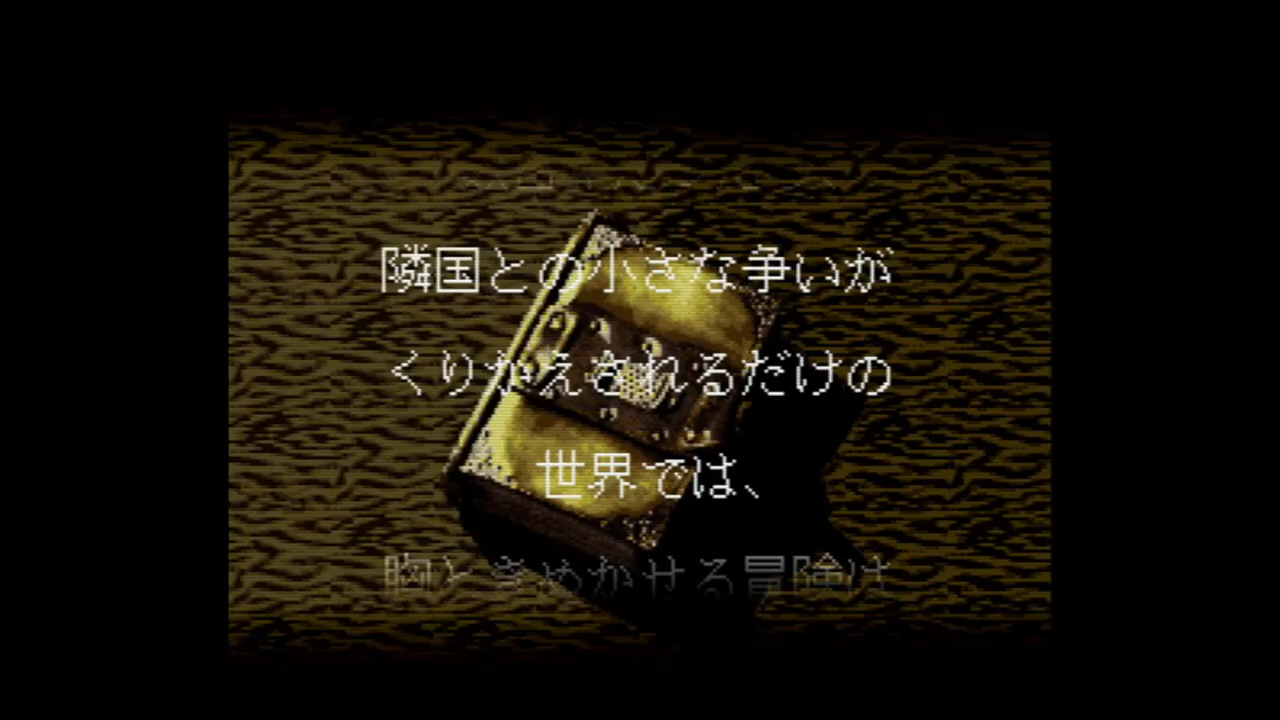 隣国との小さな争いが
くりかえされるだけの
世界では、
胸ときめかせる冒険は